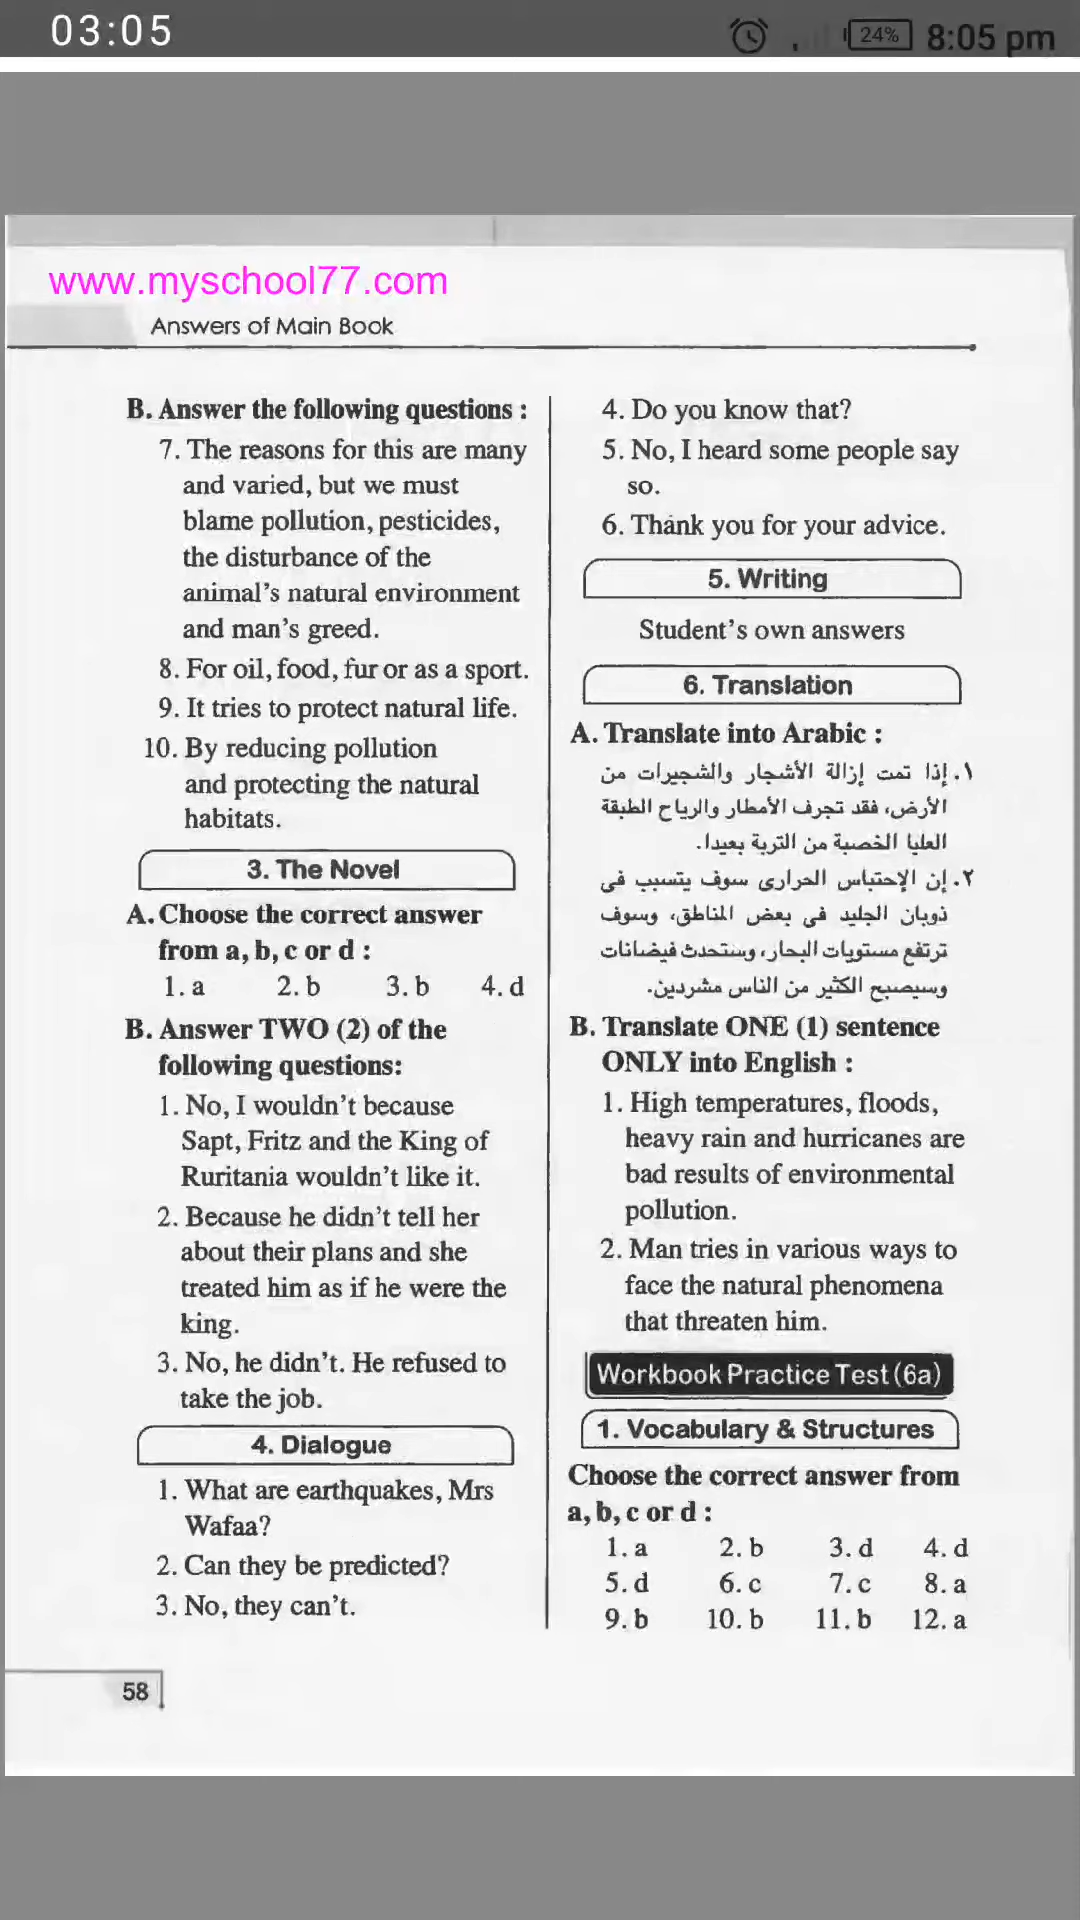 03:05
24% 8:05 pm
www.myschool77.com
Answers of Main Book
B. Answer the following questions :
7. The reasons for this are many
and varied, but we must
blame pollution, pesticides,
the disturbance of the
animal's natural environment
and man's greed.
8. For oil, food, fur or as a sport.
9. It tries to protect natural life.
10. By reducing pollution
and protecting the natural
habitats.
3. The Novel
A. Choose the correct answer
from a, b, c or d :
1. a 2. b 3. b 4. d
B. Answer TWO (2) of the
following questions:
1. No, I wouldn't because
Sapt, Fritz and the King of
Ruritania wouldn't like it.
2. Because he didn't tell her
about their plans and she
treated him as if he were the
king.
3. No, he didn't. He refused to
take the job.
4. Dialogue
1. What are earthquakes, Mrs
Wafaa?
2. Can they be predicted?
3. No, they can't.
4. Do you know that?
5. No, I heard some people say
so.
6. Thank you for your advice.
5. Writing
Student's own answers
6. Translation
A. Translate into Arabic :
١. إذا تمت إزالة الأشجار والشجيرات من
الأرض، فقد تجرف الأمطار والرياح الطبقة
العليا الخصبة من التربة بعيدا.
٢. إن الإحتباس الحرارى سوف يتسبب فى
ذوبان الجليد فى بعض المناطق، وسوف
ترتفع مستويات البحار، وستحدث فيضانات
وسيصبح الكثير من الناس مشردين.
B. Translate ONE (1) sentence
ONLY into English :
1. High temperatures, floods,
heavy rain and hurricanes are
bad results of environmental
pollution.
2. Man tries in various ways to
face the natural phenomena
that threaten him.
Workbook Practice Test (6a)
1. Vocabulary & Structures
Choose the correct answer from
a, b, c or d :
1. a 2. b 3. d 4. d
5. d 6. c 7. c 8. a
9. b 10. b 11. b 12. a
58